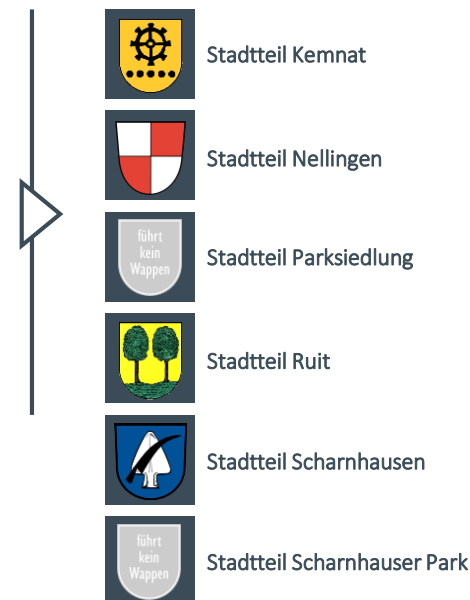 Stadtteil Kemnat
Stadtteil Nellingen
führt
kein
Wappen
Stadtteil Parksiedlung
Stadtteil Ruit
Stadtteil Scharnhausen
führt
kein
Wappen
Stadtteil Scharnhauser Park